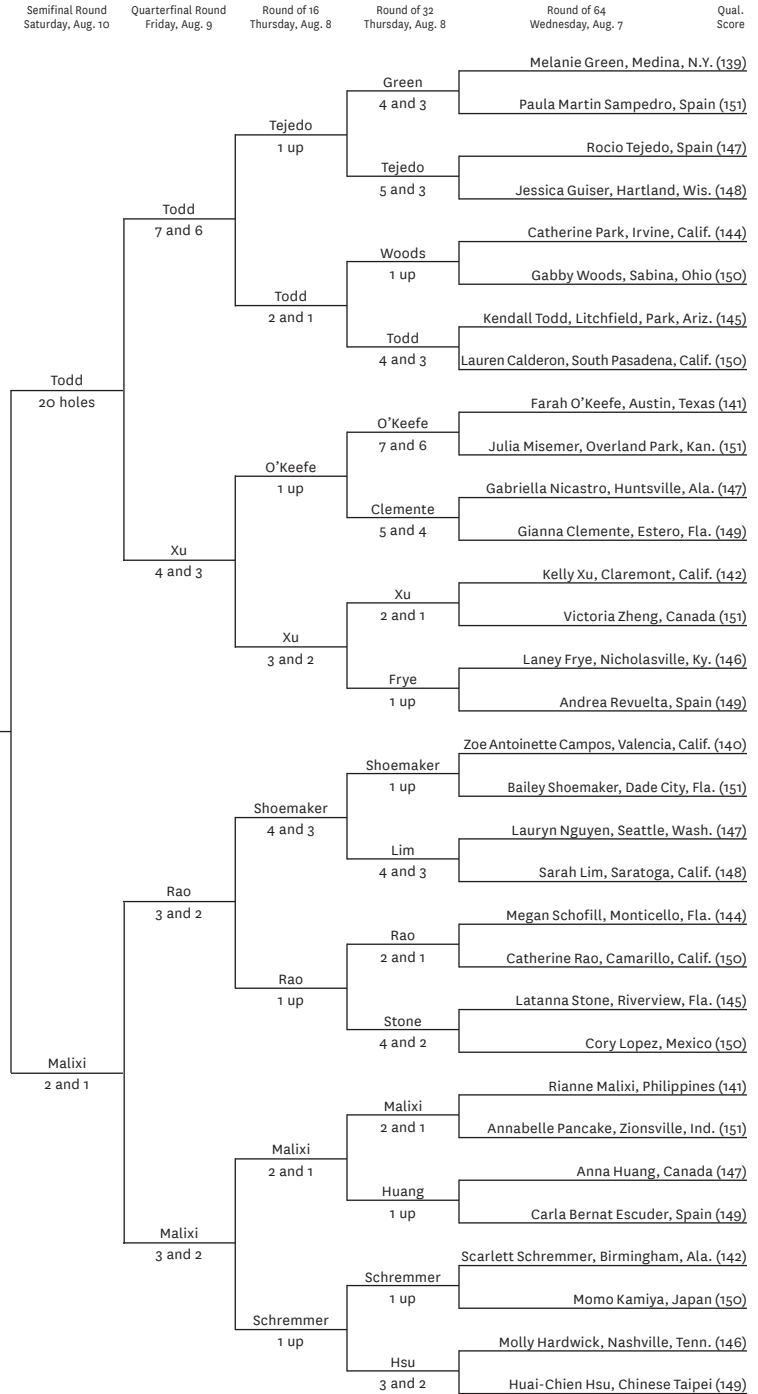 Semifinal Round
Saturday, Aug. 10
Quarterfinal Round
Friday, Aug. 9
Round of 16
Thursday, Aug. 8
Round of 32
Thursday, Aug. 8
Round of 64
Wednesday, Aug. 7
Qual.
Score
Melanie Green, Medina, N.Y. (139)
Green
4 and 3
Paula Martin Sampedro, Spain (151)
Tejedo
1 up
Rocio Tejedo, Spain (147)
Tejedo
5 and 3
Jessica Guiser, Hartland, Wis. (148)
Todd
7 and 6
Catherine Park, Irvine, Calif. (144)
Woods
1 up
Gabby Woods, Sabina, Ohio (150)
Todd
2 and 1
Kendall Todd, Litchfield, Park, Ariz. (145)
Todd
4 and 3
Lauren Calderon, South Pasadena, Calif. (150)
Todd
20 holes
Farah O’Keefe, Austin, Texas (141)
O’Keefe
7 and 6
Julia Misemer, Overland Park, Kan. (151)
O’Keefe
1 up
Gabriella Nicastro, Huntsville, Ala. (147)
Clemente
5 and 4
Gianna Clemente, Estero, Fla. (149)
Xu
4 and 3
Kelly Xu, Claremont, Calif. (142)
Xu
2 and 1
Victoria Zheng, Canada (151)
Xu
3 and 2
Laney Frye, Nicholasville, Ky. (146)
Frye
1 up
Andrea Revuelta, Spain (149)
Zoe Antoinette Campos, Valencia, Calif. (140)
Shoemaker
1 up
Bailey Shoemaker, Dade City, Fla. (151)
Shoemaker
4 and 3
Lauryn Nguyen, Seattle, Wash. (147)
Lim
4 and 3
Sarah Lim, Saratoga, Calif. (148)
Rao
3 and 2
Megan Schofill, Monticello, Fla. (144)
Rao
2 and 1
Catherine Rao, Camarillo, Calif. (150)
Rao
1 up
Latanna Stone, Riverview, Fla. (145)
Stone
4 and 2
Cory Lopez, Mexico (150)
Malixi
2 and 1
Rianne Malixi, Philippines (141)
Malixi
2 and 1
Annabelle Pancake, Zionsville, Ind. (151)
Malixi
2 and 1
Anna Huang, Canada (147)
Huang
1 up
Carla Bernat Escuder, Spain (149)
Malixi
3 and 2
Scarlett Schremmer, Birmingham, Ala. (142)
Schremmer
1 up
Momo Kamiya, Japan (150)
Schremmer
1 up
Molly Hardwick, Nashville, Tenn. (146)
Hsu
3 and 2
Huai-Chien Hsu, Chinese Taipei (149)